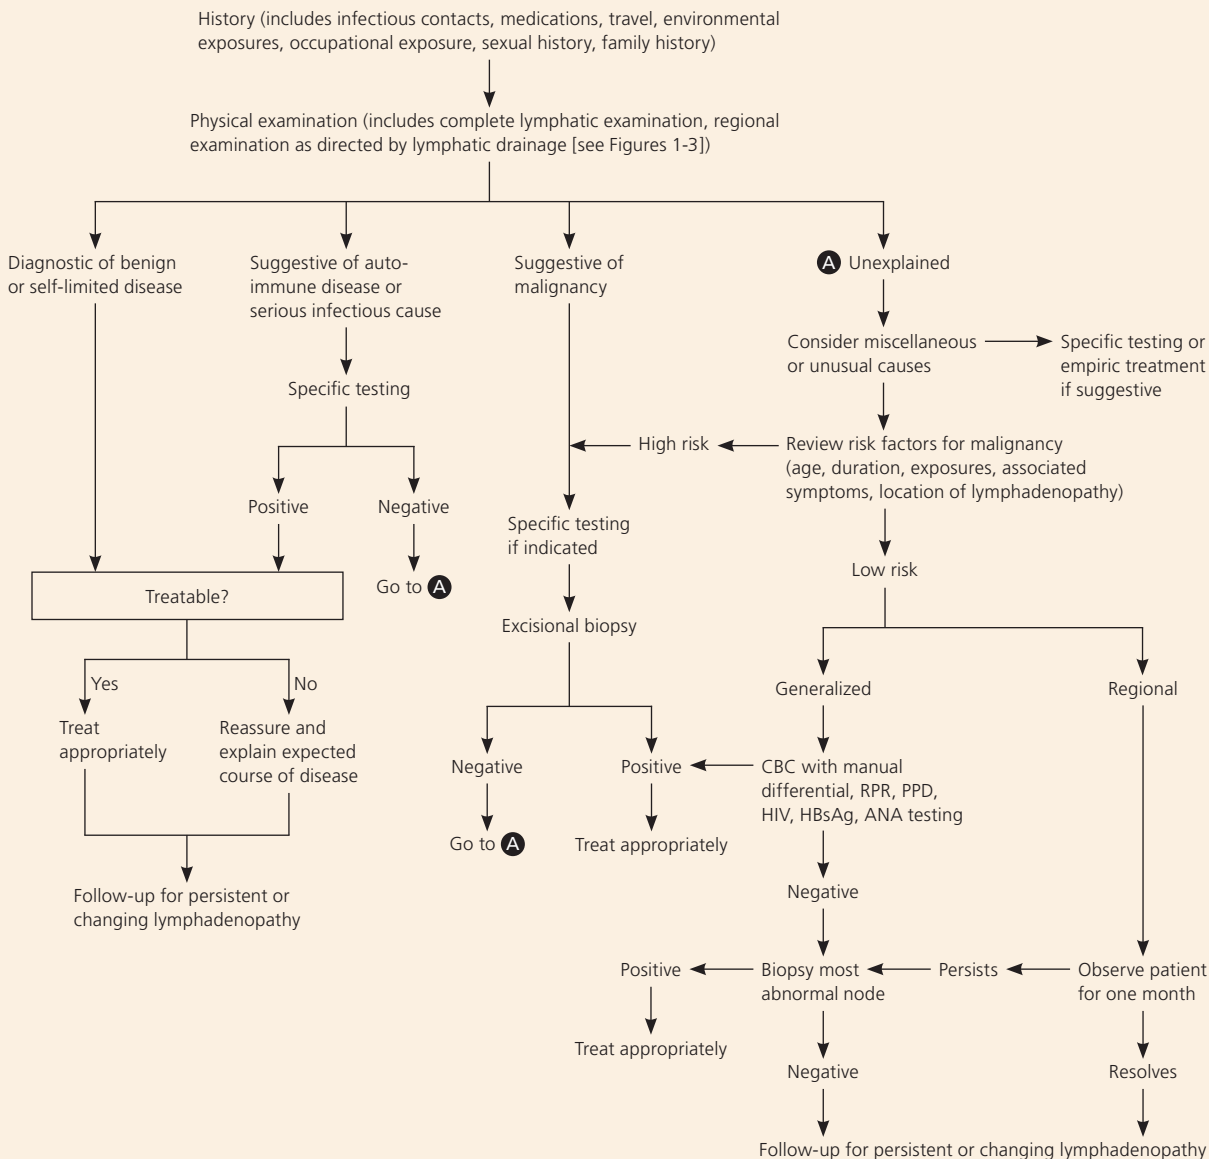 History (includes infectious contacts, medications, travel, environmental
exposures, occupational exposure, sexual history, family history)
Physical examination (includes complete lymphatic examination, regional
examination as directed by lymphatic drainage [see Figures 1-3])
Diagnostic of benign
or self-limited disease
Suggestive of auto-
immune disease or
serious infectious cause
Suggestive of
malignancy
A Unexplained
Consider miscellaneous
or unusual causes
Specific testing or
empiric treatment
if suggestive
Specific testing
High risk
Review risk factors for malignancy
(age, duration, exposures, associated
symptoms, location of lymphadenopathy)
Positive
Negative
Specific testing
if indicated
Low risk
Go to A
Treatable?
Excisional biopsy
Yes
No
Generalized
Regional
Treat
appropriately
Reassure and
explain expected
course of disease
Negative
Positive
CBC with manual
differential, RPR, PPD,
HIV, HBsAg, ANA testing
Go to A
Treat appropriately
Follow-up for persistent or
changing lymphadenopathy
Negative
Positive
Biopsy most
abnormal node
Persists
Observe patient
for one month
Treat appropriately
Negative
Resolves
Follow-up for persistent or changing lymphadenopathy